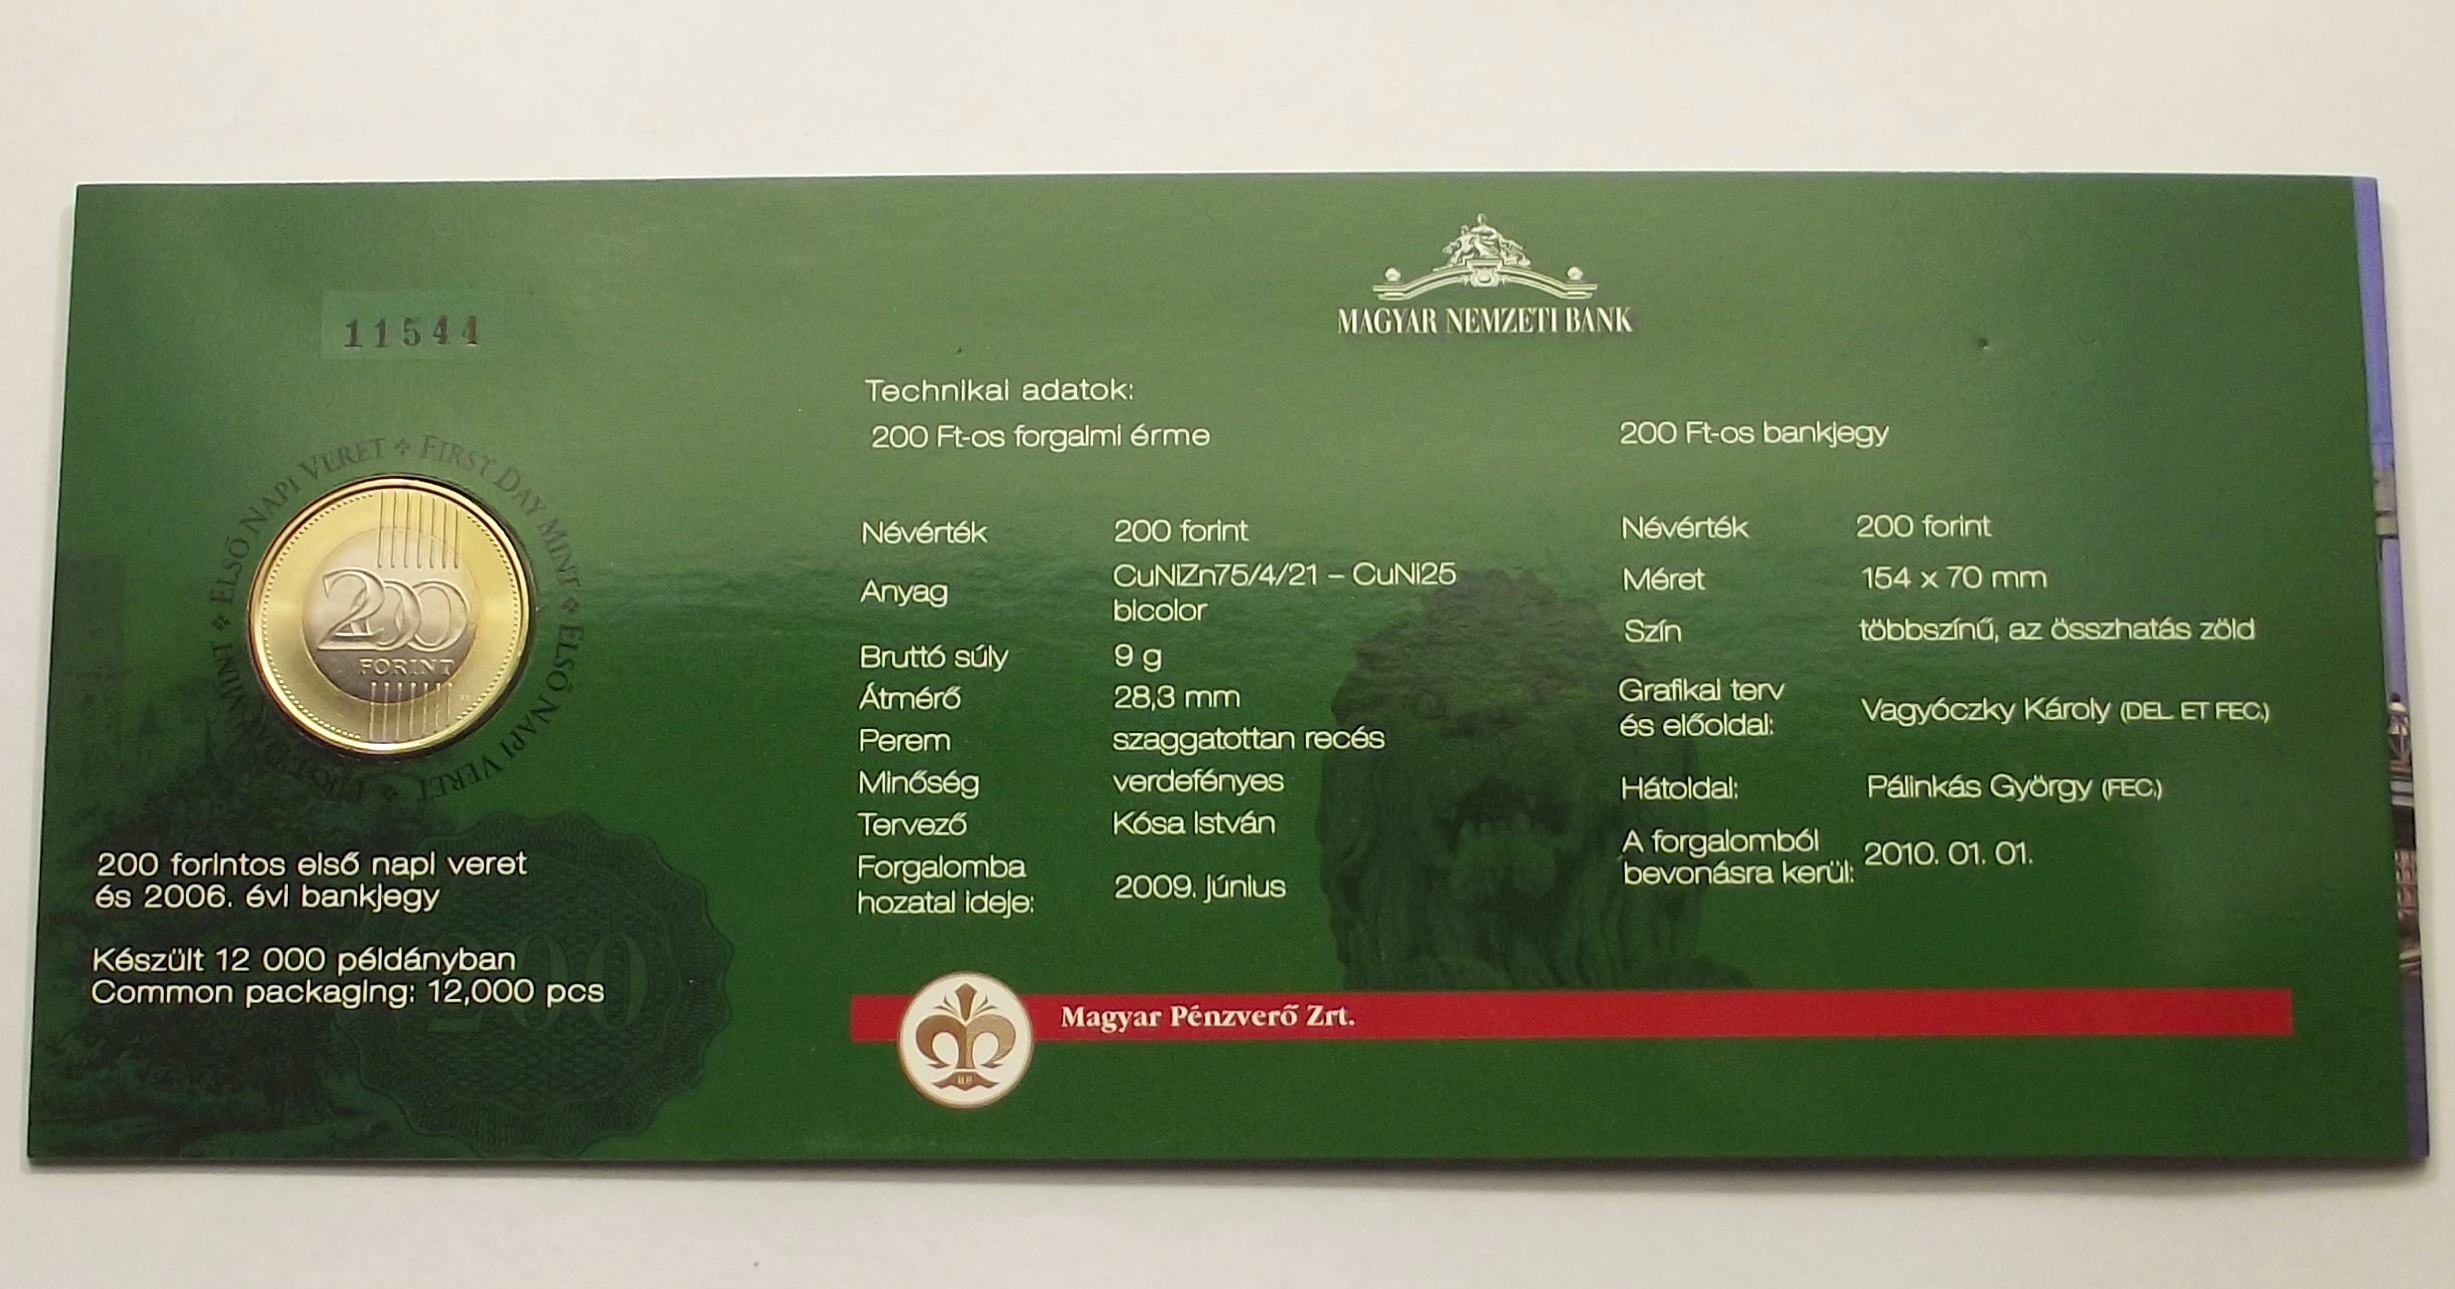 11544
ELSŐ NAPI VERET ❖ FIRST DAY MINT ❖ ELSŐ NAPI VERET ❖ FIRST DAY MINT ❖
200
FORINT
200 forintos első napi veret
és 2006. évi bankjegy
Készült 12 000 példányban
Common packaging: 12,000 pcs
200
MAGYAR NEMZETI BANK
Technikai adatok:
200 Ft-os forgalmi érme
Névérték 200 forint
Anyag CuNiZn75/4/21 – CuNi25
bicolor
Bruttó súly 9 g
Átmérő 28,3 mm
Perem szaggatottan recés
Minőség verdefényes
Tervező Kósa István
Forgalomba
hozatal ideje: 2009. június
200 Ft-os bankjegy
Névérték 200 forint
Méret 154 x 70 mm
Szín többszínű, az összhatás zöld
Grafikai terv
és előoldal: Vagyóczky Károly (DEL. ET FEC.)
Hátoldal: Pálinkás György (FEC.)
A forgalomból
bevonásra kerül: 2010. 01. 01.
Magyar Pénzverő Zrt.